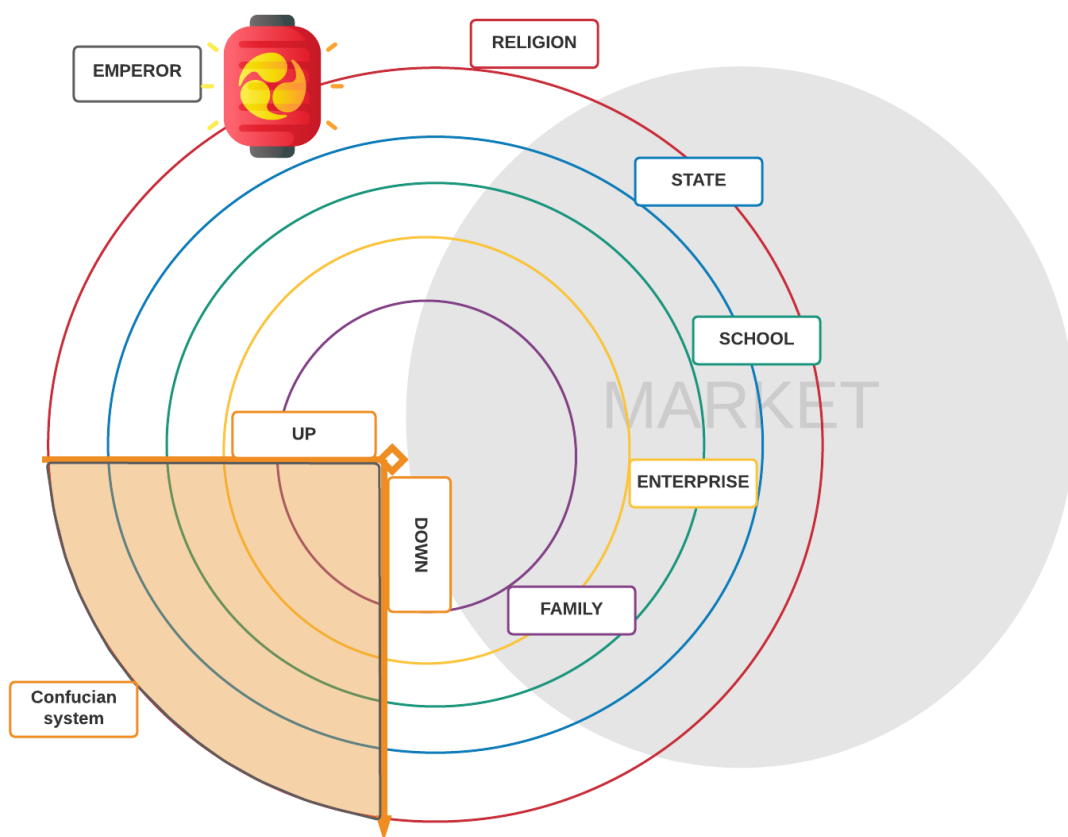 RELIGION
EMPEROR
STATE
SCHOOL
MARKET
UP
ENTERPRISE
DOWN
FAMILY
Confucian
system